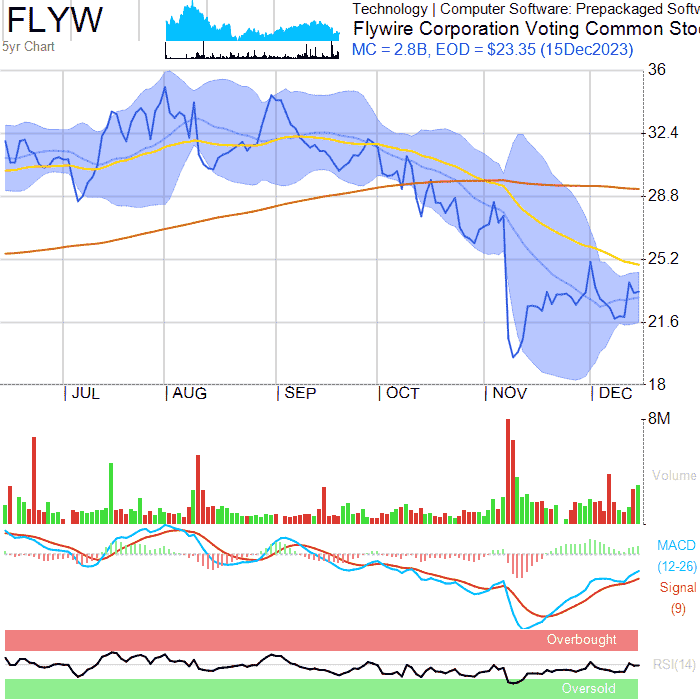 FLYW
5yr Chart
Technology | Computer Software: Prepackaged Softw
Flywire Corporation Voting Common Stoc
MC = 2.8B, EOD = $23.35 (15Dec2023)
36
32.4
28.8
25.2
21.6
18
JUL AUG SEP OCT NOV DEC
8M
Volume
MACD
(12-26)
Signal
(9)
Overbought
RSI(14)
Oversold